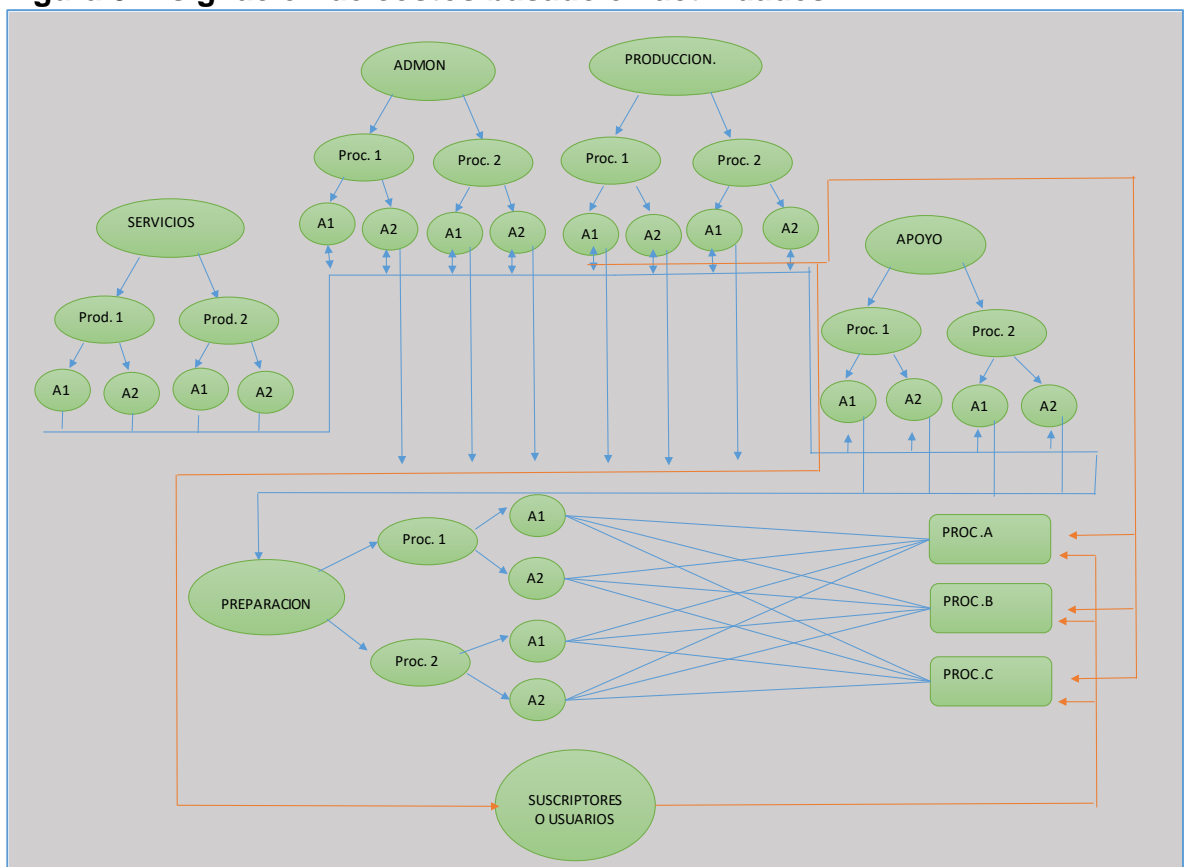 ADMON
PRODUCCION.
Proc. 1
Proc. 2
Proc. 1
Proc. 2
A1
A2
A1
A2
A1
A2
A1
A2
SERVICIOS
APOYO
Prod. 1
Prod. 2
Proc. 1
Proc. 2
A1
A2
A1
A2
A1
A2
A1
A2
A1
PROC .A
Proc. 1
A2
PREPARACION
PROC .B
A1
Proc. 2
PROC .C
A2
SUSCRIPTORES
O USUARIOS